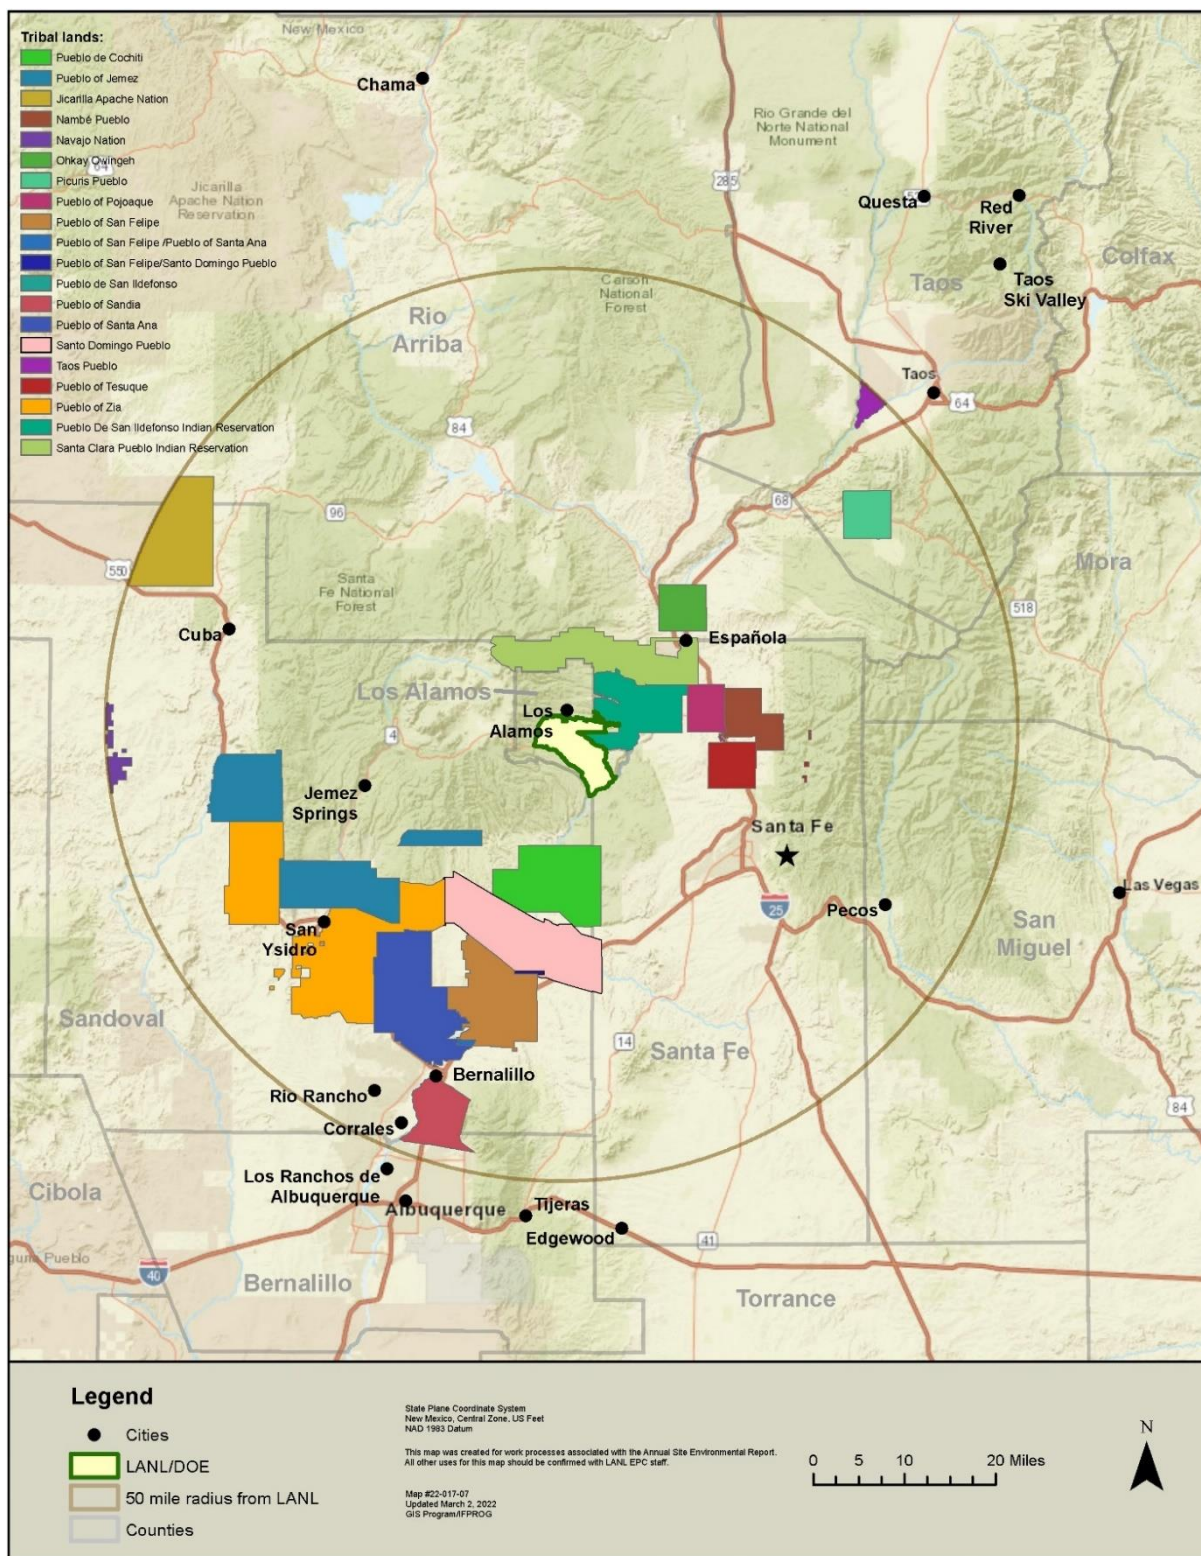 New Mexico
Tribal lands:
Pueblo de Cochiti
Pueblo of Jemez
Jicarilla Apache Nation
Nambé Pueblo
Navajo Nation
Ohkay Owingeh
Picuris Pueblo
Pueblo of Pojoaque
Pueblo of San Felipe
Pueblo of San Felipe /Pueblo of Santa Ana
Pueblo of San Felipe/Santo Domingo Pueblo
Pueblo de San Ildefonso
Pueblo of Sandia
Pueblo of Santa Ana
Santo Domingo Pueblo
Taos Pueblo
Pueblo of Tesuque
Pueblo of Zia
Pueblo De San Ildefonso Indian Reservation
Santa Clara Pueblo Indian Reservation
64
Jicarilla
Apache Nation
Reservation
Chama
Rio Grande del
Norte National
Monument
285
Questa
Red
River
Taos
Ski Valley
Colfax
Taos
Carson
National
Forest
Rio
Arriba
Taos
64
84
68
96
550
Santa
Fe National
Forest
Mora
518
Cuba
Española
Los Alamos
Los
Alamos
4
Jemez
Springs
Santa Fe
25
Pecos
Las Vegas
San
Miguel
San
Ysidro
Sandoval
14
Santa Fe
Bernalillo
Rio Rancho
Corrales
84
Los Ranchos de
Albuquerque
Albuquerque
Tijeras
Edgewood
Cibola
41
Pueblo
40
Bernalillo
Torrance
Legend
Cities
LANL/DOE
50 mile radius from LANL
Counties
State Plane Coordinate System
New Mexico, Central Zone, US Feet
NAD 1983 Datum
This map was created for work processes associated with the Annual Site Environmental Report.
All other uses for this map should be confirmed with LANL EPC staff.
Map #22-017-07
Updated March 2, 2022
GIS Program/IFPROG
0 5 10 20 Miles
N